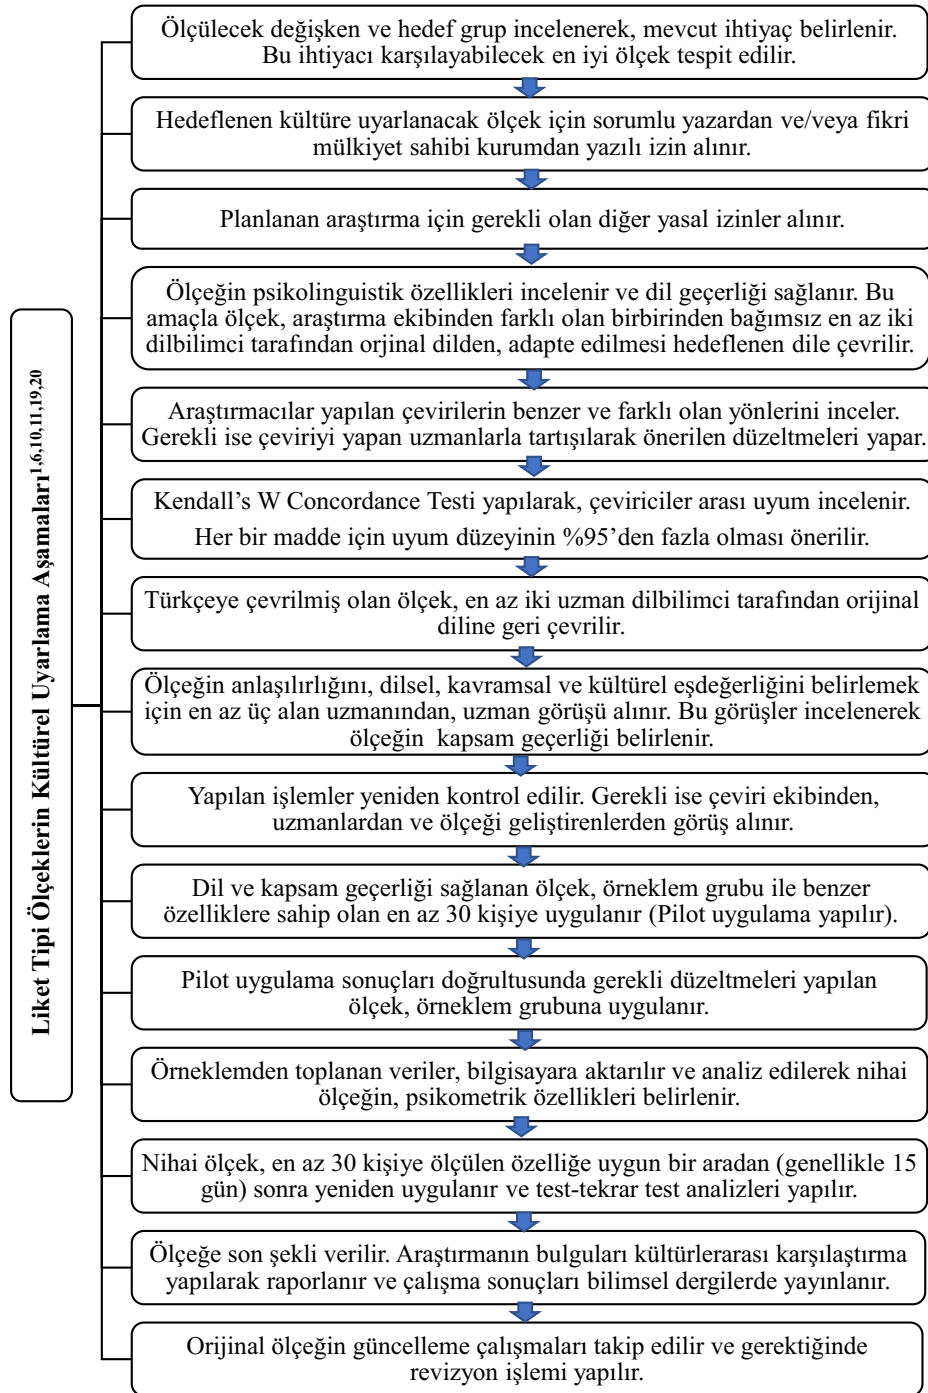 Liket Tipi Ölçeklerin Kültürel Uyarlama Aşamaları1,6,10,11,19,20
Ölçülecek değişken ve hedef grup incelenerek, mevcut ihtiyaç belirlenir.
Bu ihtiyacı karşılayabilecek en iyi ölçek tespit edilir.
Hedeflenen kültüre uyarlanacak ölçek için sorumlu yazardan ve/veya fikri
mülkiyet sahibi kurumdan yazılı izin alınır.
Planlanan araştırma için gerekli olan diğer yasal izinler alınır.
Ölçeğin psikolinguistik özellikleri incelenir ve dil geçerliği sağlanır. Bu
amaçla ölçek, araştırma ekibinden farklı olan birbirinden bağımsız en az iki
dilbilimci tarafından orjinal dilden, adapte edilmesi hedeflenen dile çevrilir.
Araştırmacılar yapılan çevirilerin benzer ve farklı olan yönlerini inceler.
Gerekli ise çeviriyi yapan uzmanlarla tartışılarak önerilen düzeltmeleri yapar.
Kendall’s W Concordance Testi yapılarak, çeviriciler arası uyum incelenir.
Her bir madde için uyum düzeyinin %95’den fazla olması önerilir.
Türkçeye çevrilmiş olan ölçek, en az iki uzman dilbilimci tarafından orijinal
diline geri çevrilir.
Ölçeğin anlaşılırlığını, dilsel, kavramsal ve kültürel eşdeğerliğini belirlemek
için en az üç alan uzmanından, uzman görüşü alınır. Bu görüşler incelenerek
ölçeğin kapsam geçerliği belirlenir.
Yapılan işlemler yeniden kontrol edilir. Gerekli ise çeviri ekibinden,
uzmanlardan ve ölçeği geliştirenlerden görüş alınır.
Dil ve kapsam geçerliği sağlanan ölçek, örneklem grubu ile benzer
özelliklere sahip olan en az 30 kişiye uygulanır (Pilot uygulama yapılır).
Pilot uygulama sonuçları doğrultusunda gerekli düzeltmeleri yapılan
ölçek, örneklem grubuna uygulanır.
Örneklemden toplanan veriler, bilgisayara aktarılır ve analiz edilerek nihai
ölçeğin, psikometrik özellikleri belirlenir.
Nihai ölçek, en az 30 kişiye ölçülen özelliğe uygun bir aradan (genellikle 15
gün) sonra yeniden uygulanır ve test-tekrar test analizleri yapılır.
Ölçeğe son şekli verilir. Araştırmanın bulguları kültürlerarası karşılaştırma
yapılarak raporlanır ve çalışma sonuçları bilimsel dergilerde yayınlanır.
Orijinal ölçeğin güncelleme çalışmaları takip edilir ve gerektiğinde
revizyon işlemi yapılır.